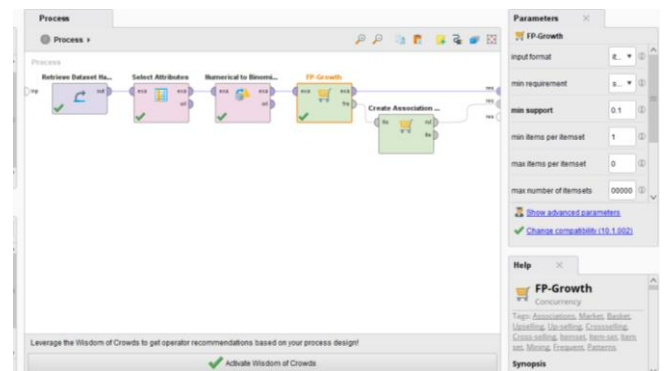 Process
Process
Process
Retrieve Dataset Ha...
Select Attributes
Numerical to Binomi...
FP-Growth
Create Association ...
inp
out
exa
exa
ori
exa
exa
ori
exa
exa
fre
ite
rul
ite
res
res
res
Leverage the Wisdom of Crowds to get operator recommendations based on your process design!
Activate Wisdom of Crowds
Parameters
FP-Growth
input format
it...
min requirement
s...
min support
0.1
min items per itemset
1
max items per itemset
0
max number of itemsets
00000
Show advanced parameters
Change compatibility (10.1.002)
Help
FP-Growth
Concurrency
Tags: Associations, Market, Basket,
Upselling, Up-selling, Crossselling,
Cross-selling, Itemset, Item-set, Item
set, Mining, Frequent, Patterns
Synopsis